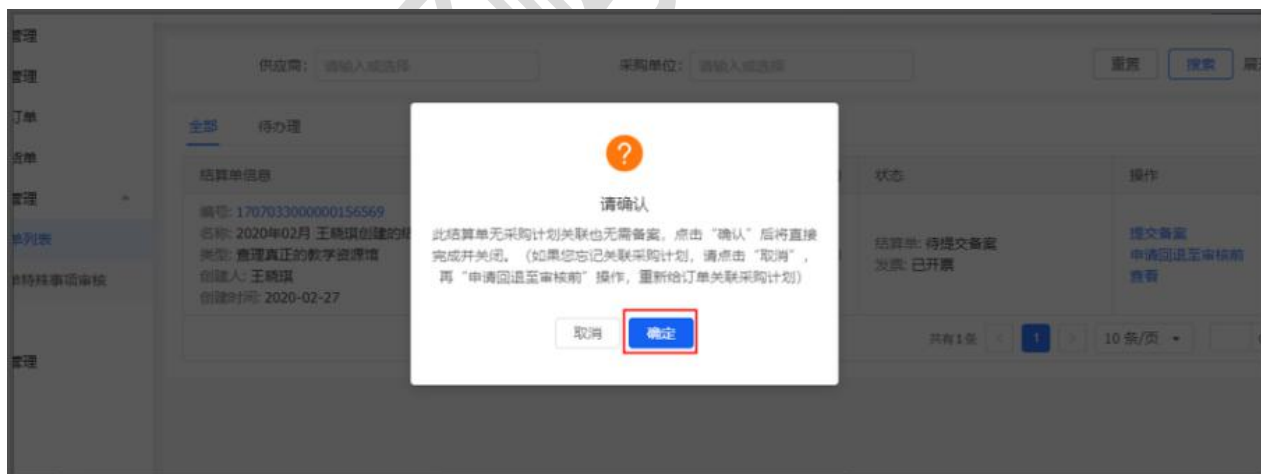 管理
供应商: 请输入或选择 采购单位: 请输入或选择 重置 搜索
管理
订单
全部 待办理
货单
结算单信息 状态 操作
管理
编号: 1707033000000156569
单列表
名称: 2020年02月 王晓琪创建的结
类型: 查理真正的教学资源馆
创建人: 王晓琪
创建时间: 2020-02-27
单特殊事项审核
请确认
此结算单无采购计划关联也无需备案，点击“确认”后将直接
完成并关闭。（如果您忘记关联采购计划，请点击“取消”，
再“申请回退至审核前”操作，重新给订单关联采购计划）
取消 确定
结算单: 待提交备案
发票: 已开票
提交备案
申请回退至审核前
查看
共有1条 < 1 > 10 条/页
管理